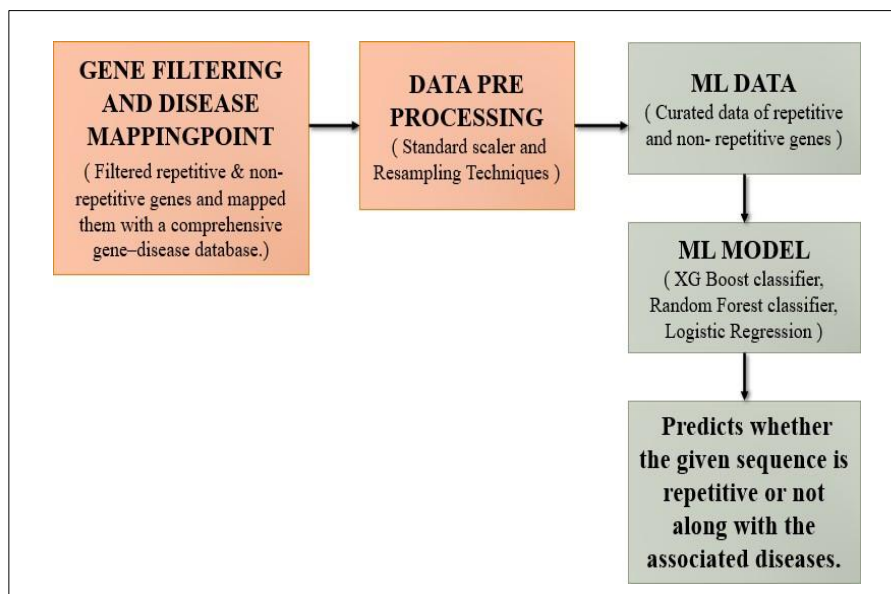 GENE FILTERING
AND DISEASE
MAPPINGPOINT
( Filtered repetitive & non-
repetitive genes and mapped
them with a comprehensive
gene–disease database.)
DATA PRE
PROCESSING
( Standard scaler and
Resampling Techniques )
ML DATA
( Curated data of repetitive
and non- repetitive genes )
ML MODEL
( XG Boost classifier,
Random Forest classifier,
Logistic Regression )
Predicts whether
the given sequence is
repetitive or not
along with the
associated diseases.